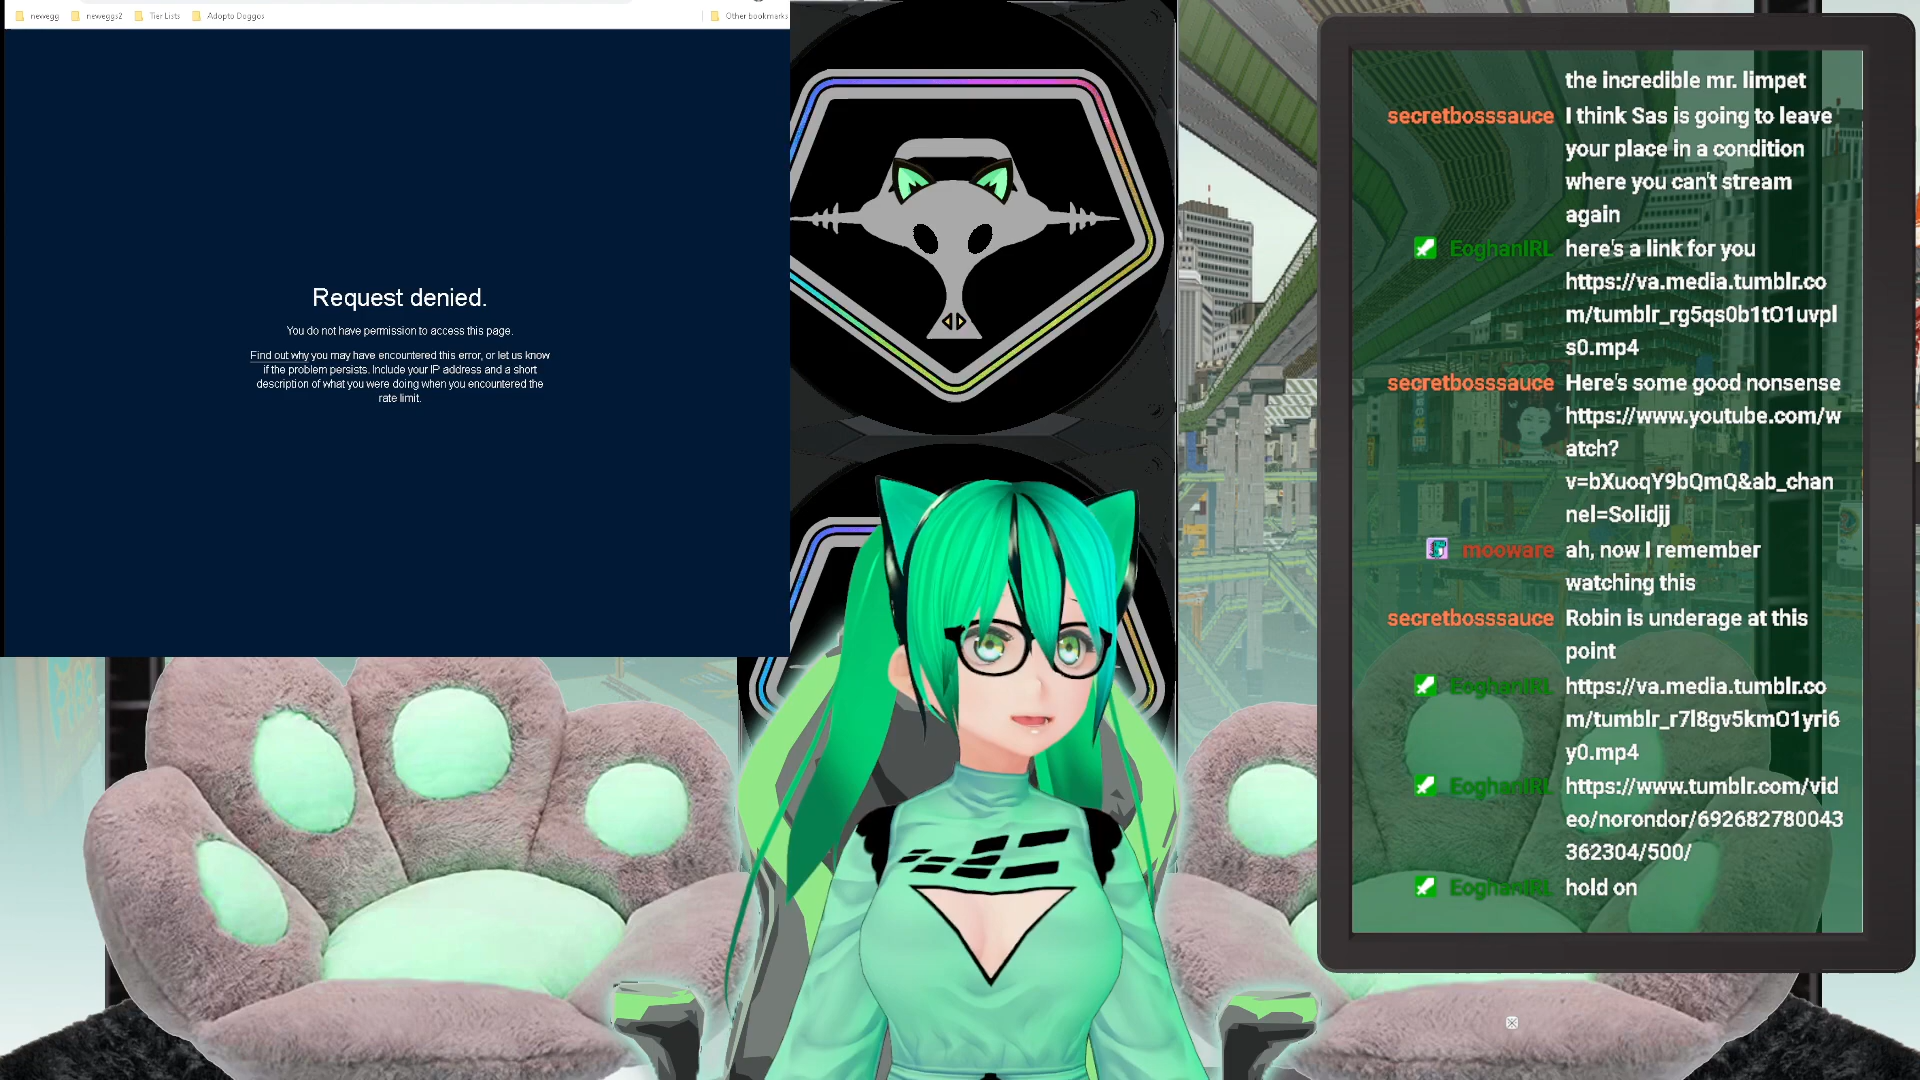 newegg
neweggs2
Tier Lists
Adopto Doggos
Other bookmarks
Request denied.
You do not have permission to access this page.
Find out why you may have encountered this error, or let us know
if the problem persists. Include your IP address and a short
description of what you were doing when you encountered the
rate limit.
the incredible mr. limpet
secretbosssauce I think Sas is going to leave
your place in a condition
where you can't stream
again
EoghanIRL here's a link for you
https://va.media.tumblr.co
m/tumblr_rg5qs0b1tO1uvpl
s0.mp4
secretbosssauce Here's some good nonsense
https://www.youtube.com/w
atch?
v=bXuoqY9bQmQ&ab_chan
nel=Solidjj
mooware ah, now I remember
watching this
secretbosssauce Robin is underage at this
point
EoghanIRL https://va.media.tumblr.co
m/tumblr_r7l8gv5kmO1yri6
y0.mp4
EoghanIRL https://www.tumblr.com/vid
eo/norondor/692682780043
362304/500/
EoghanIRL hold on